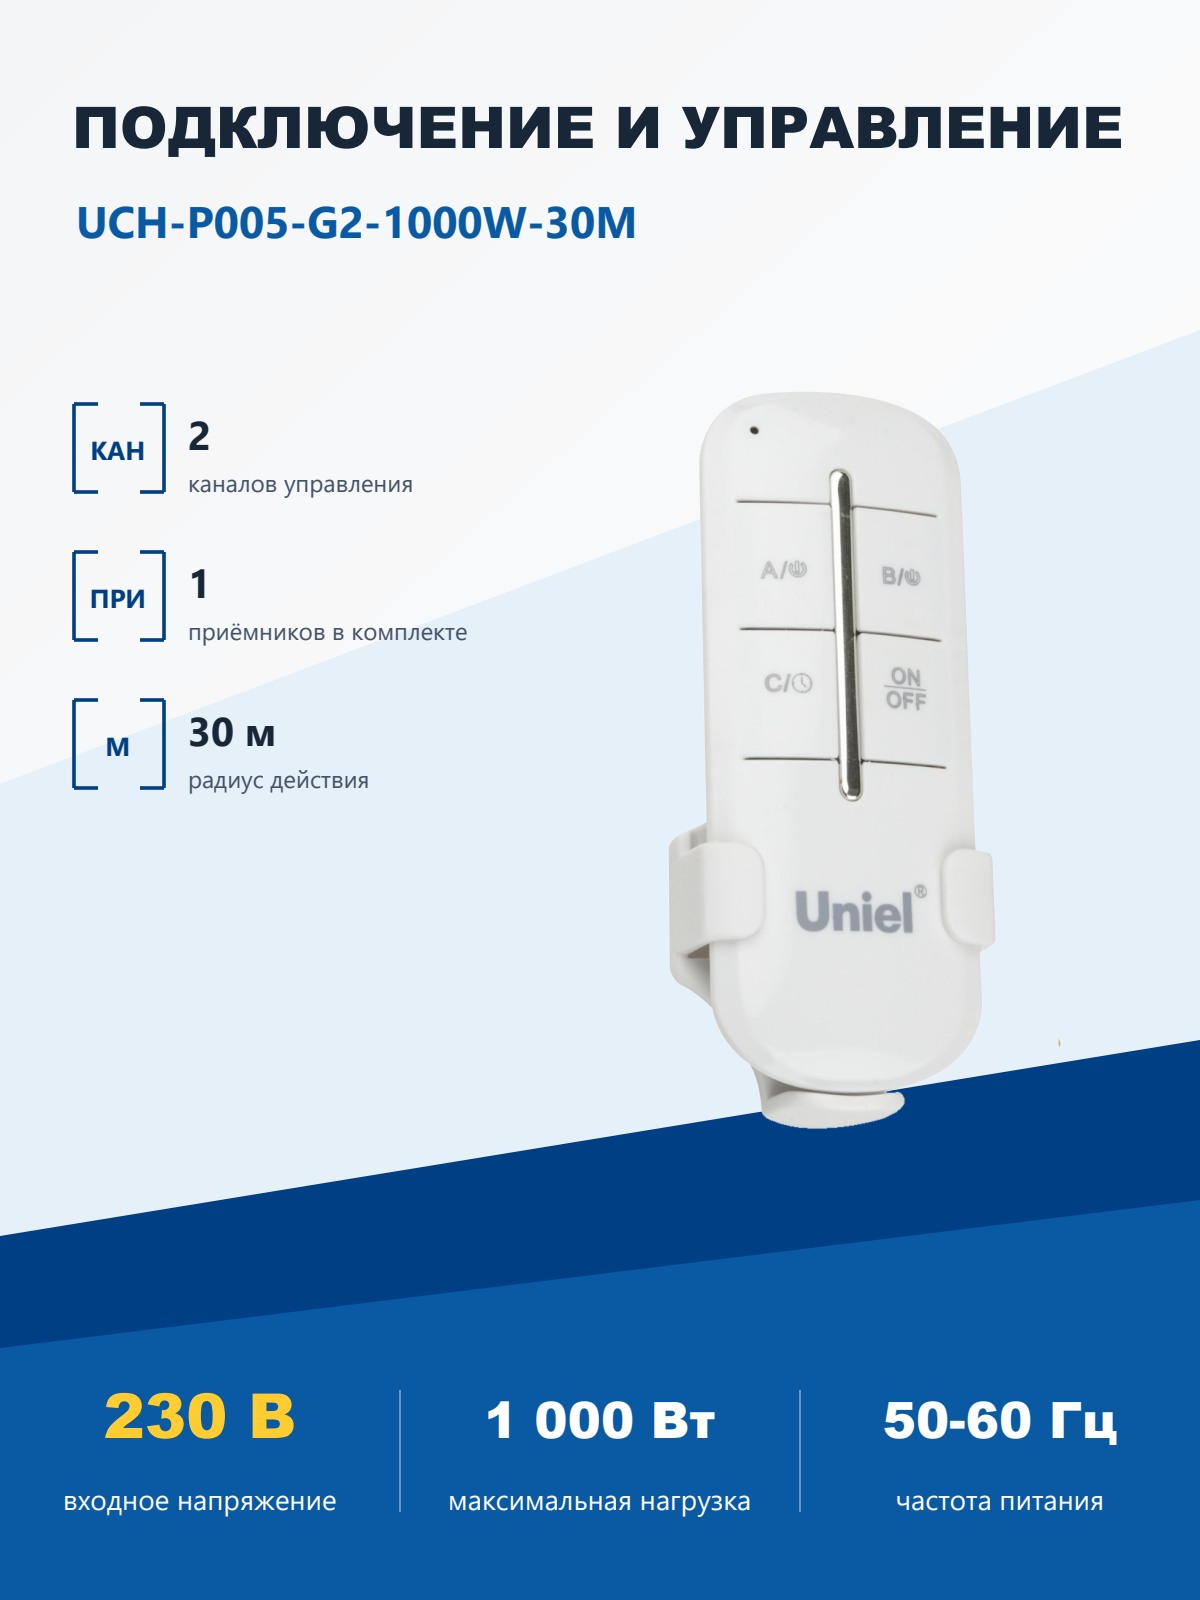 ПОДКЛЮЧЕНИЕ И УПРАВЛЕНИЕ
UCH-P005-G2-1000W-30M
КАН
2
каналов управления
ПРИ
1
приёмников в комплекте
М
30 м
радиус действия
A/
B/
C/
ON
OFF
Uniel®
230 В
входное напряжение
1 000 Вт
максимальная нагрузка
50-60 Гц
частота питания